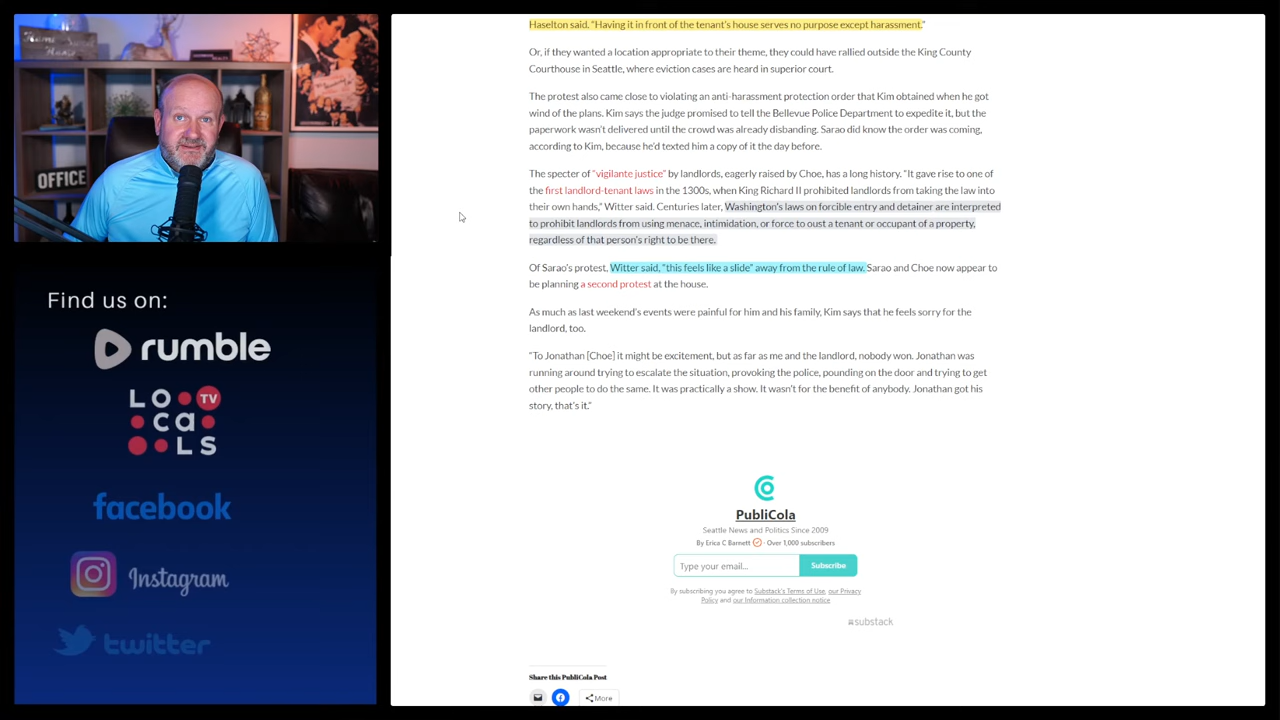 OFFICE
Find us on:
rumble
LO TV
ca
LS
facebook
Instagram
twitter
Haselton said. “Having it in front of the tenant’s house serves no purpose except harassment.”
Or, if they wanted a location appropriate to their theme, they could have rallied outside the King County
Courthouse in Seattle, where eviction cases are heard in superior court.
The protest also came close to violating an anti-harassment protection order that Kim obtained when he got
wind of the plans. Kim says the judge promised to tell the Bellevue Police Department to expedite it, but the
paperwork wasn’t delivered until the crowd was already disbanding. Sarao did know the order was coming,
according to Kim, because he’d texted him a copy of it the day before.
The specter of “vigilante justice” by landlords, eagerly raised by Choe, has a long history. “It gave rise to one of
the first landlord-tenant laws in the 1300s, when King Richard II prohibited landlords from taking the law into
their own hands,” Witter said. Centuries later, Washington’s laws on forcible entry and detainer are interpreted
to prohibit landlords from using menace, intimidation, or force to oust a tenant or occupant of a property,
regardless of that person’s right to be there.
Of Sarao’s protest, Witter said, “this feels like a slide” away from the rule of law. Sarao and Choe now appear to
be planning a second protest at the house.
As much as last weekend’s events were painful for him and his family, Kim says that he feels sorry for the
landlord, too.
“To Jonathan [Choe] it might be excitement, but as far as me and the landlord, nobody won. Jonathan was
running around trying to escalate the situation, provoking the police, pounding on the door and trying to get
other people to do the same. It was practically a show. It wasn’t for the benefit of anybody. Jonathan got his
story, that’s it.”
PubliCola
Seattle News and Politics Since 2009
By Erica C Barnett · Over 1,000 subscribers
Type your email...
Subscribe
By subscribing you agree to Substack's Terms of Use, our Privacy
Policy and our Information collection notice
substack
Share this PubliCola Post
More